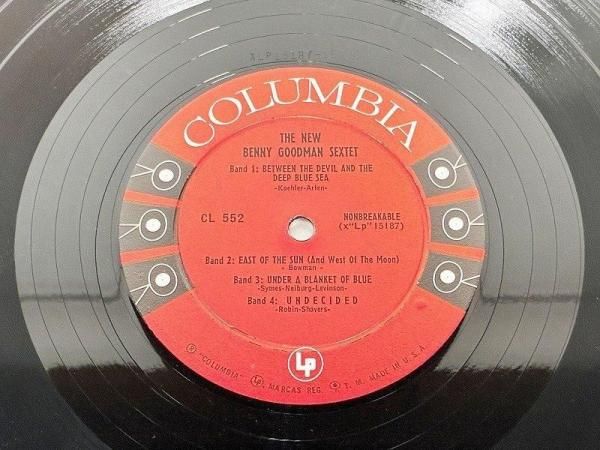 COLUMBIA
THE NEW
BENNY GOODMAN SEXTET
Band 1: BETWEEN THE DEVIL AND THE
DEEP BLUE SEA
-Koehler-Arlen-
CL 552
NONBREAKABLE
(x"Lp"15187)
Band 2: EAST OF THE SUN (And West Of The Moon)
- Bowman -
Band 3: UNDER A BLANKET OF BLUE
-Symes-Neiburg-Levinson-
Band 4: UNDECIDED
-Robin-Shavers-
Lp
® "COLUMBIA" Lp MARCAS REG. ® T. M. MADE IN U. S. A.